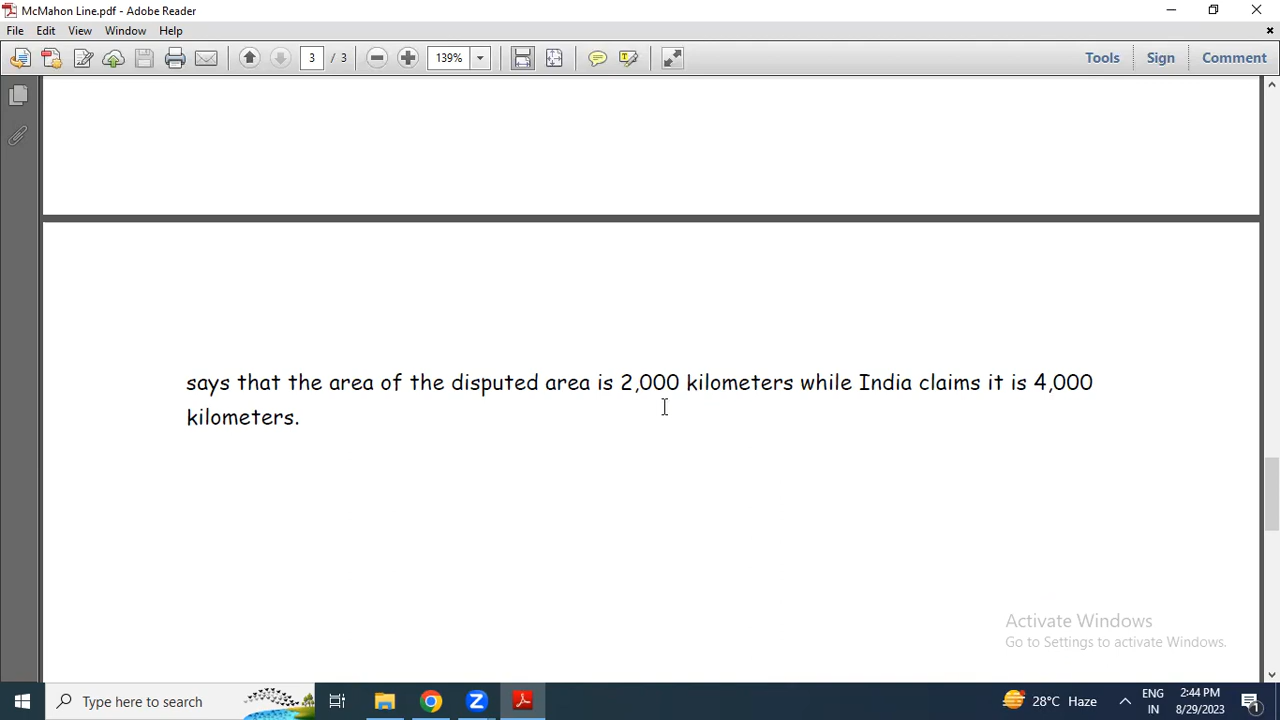 McMahon Line.pdf - Adobe Reader
File Edit View Window Help
3 / 3 139% Tools Sign Comment
says that the area of the disputed area is 2,000 kilometers while India claims it is 4,000
kilometers.
Activate Windows
Go to Settings to activate Windows.
Type here to search
28°C Haze
ENG
IN
2:44 PM
8/29/2023
1